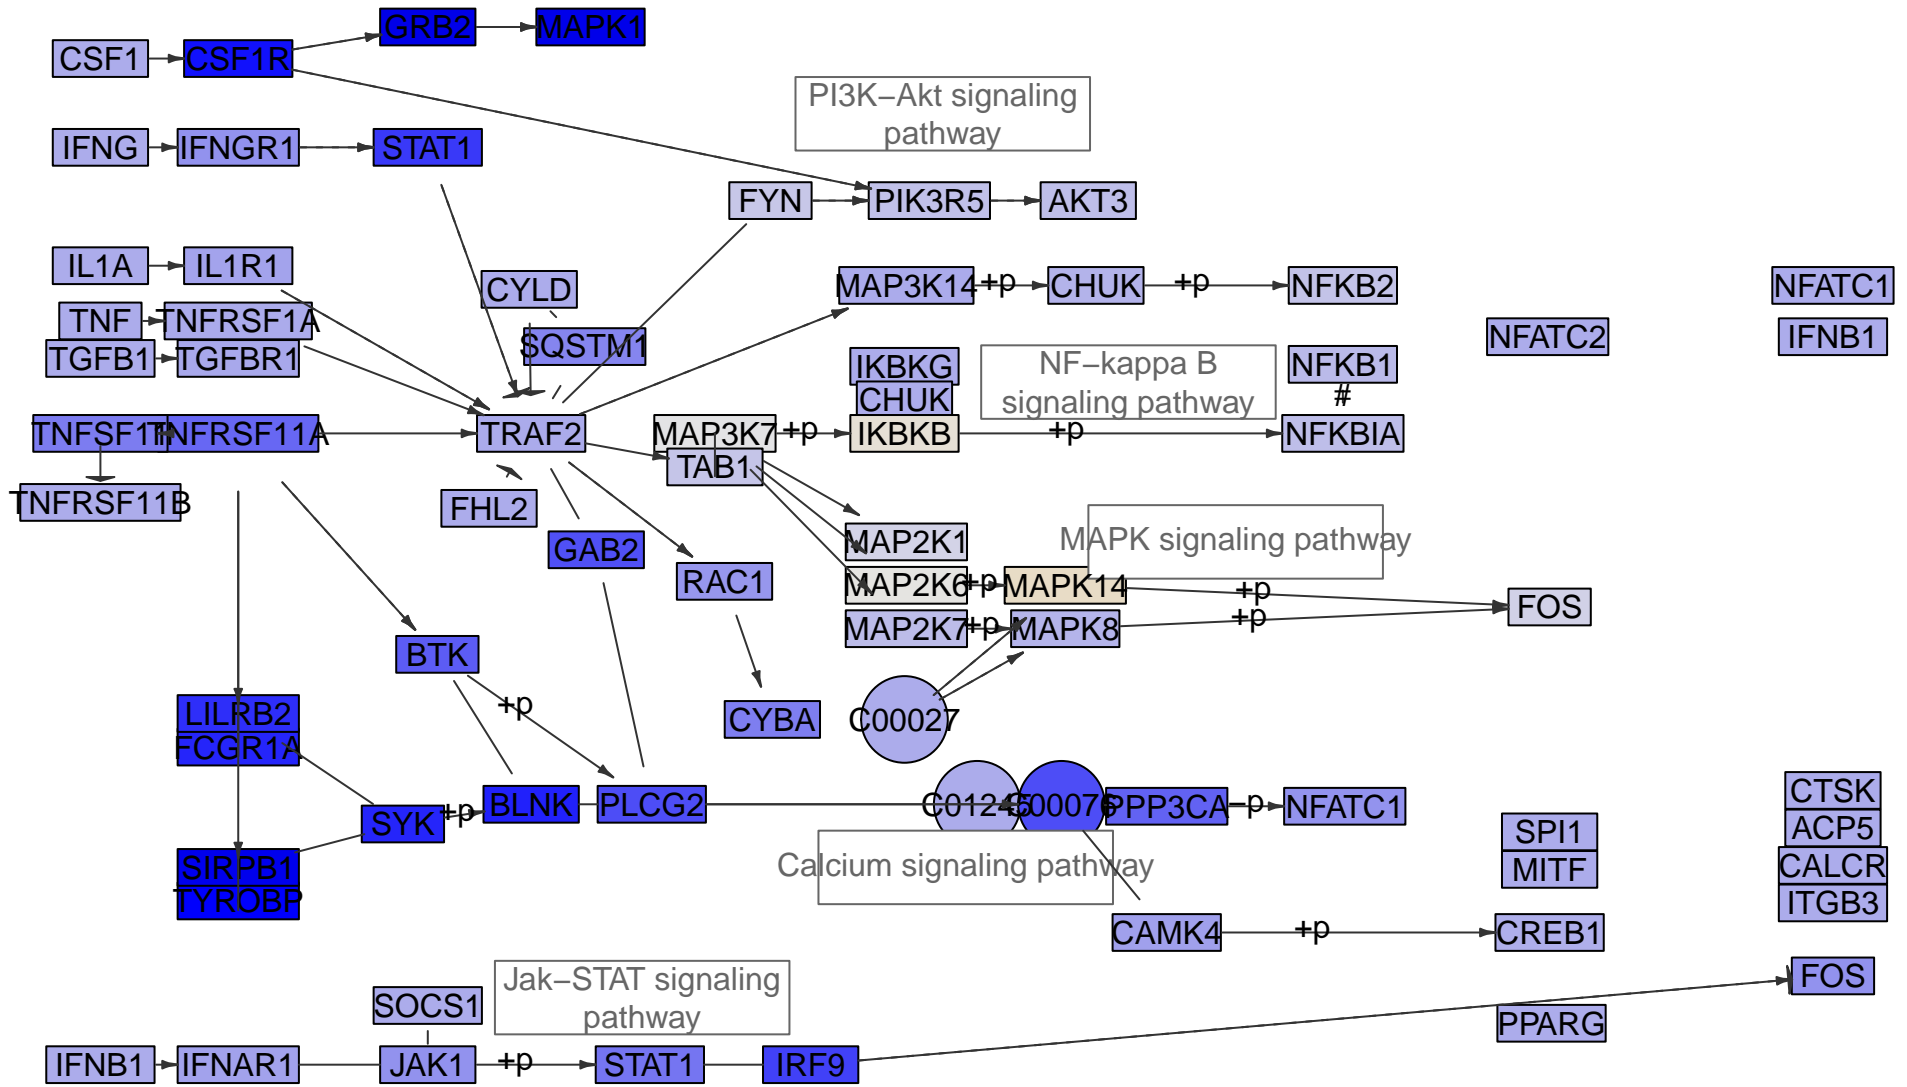 GRB2
MAPK1
CSF1
CSF1R
PI3K−Akt signaling
pathway
IFNG
IFNGR1
STAT1
FYN
PIK3R5
AKT3
IL1A
IL1R1
CYLD
MAP3K14
+p
CHUK
+p
NFKB2
NFATC1
TNF
TNFRSF1A
SQSTM1
NFATC2
IFNB1
TGFB1
TGFBR1
IKBKG
NF−kappa B
signaling pathway
NFKB1
CHUK
#
TNFRSF11A
TRAF2
MAP3K7
+p
IKBKB
+p
NFKBIA
TAB1
TNFRSF11B
FHL2
GAB2
MAP2K1
MAPK signaling pathway
RAC1
MAP2K6
+p
MAPK14
+p
FOS
MAP2K7
+p
MAPK8
+p
BTK
LILRB2
+p
CYBA
C00027
FCGR1A
SYK
+p
BLNK
PLCG2
C01245
C00076
PPP3CA
−p
NFATC1
CTSK
SPI1
ACP5
SIRPB1
Calcium signaling pathway
MITF
CALCR
TYROBP
ITGB3
CAMK4
+p
CREB1
SOCS1
Jak−STAT signaling
pathway
FOS
PPARG
IFNB1
IFNAR1
JAK1
+p
STAT1
IRF9